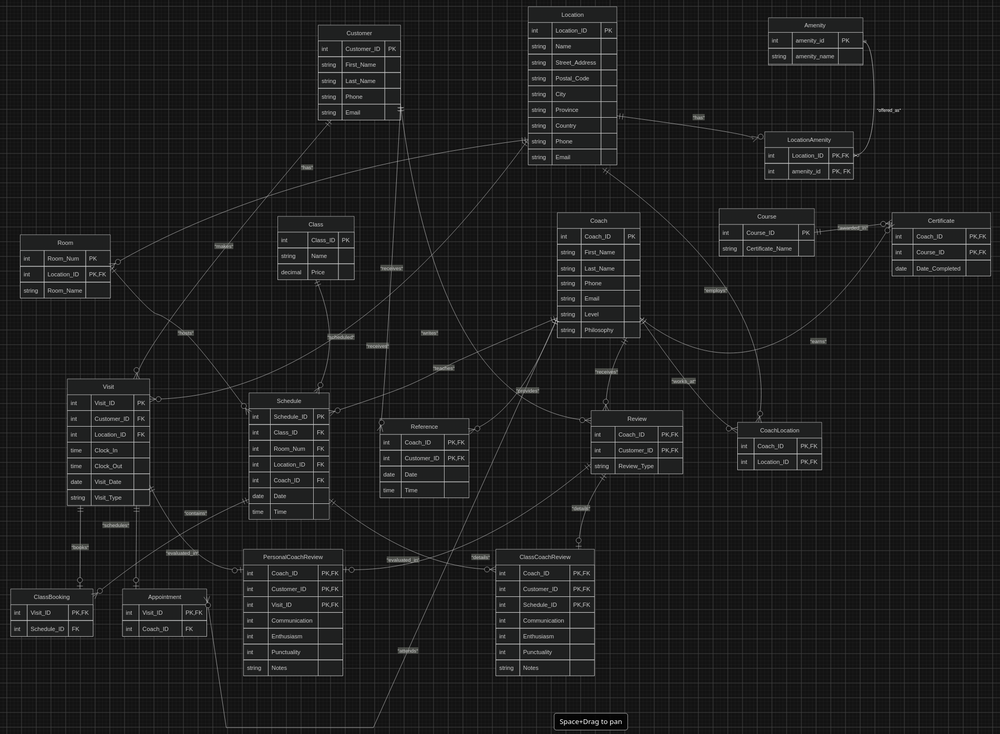 Customer
int Customer_ID PK
string First_Name
string Last_Name
string Phone
string Email
Location
int Location_ID PK
string Name
string Street_Address
string Postal_Code
string City
string Province
string Country
string Phone
string Email
Amenity
int amenity_id PK
string amenity_name
"offered_as"
"has"
LocationAmenity
int Location_ID PK,FK
int amenity_id PK, FK
"has"
Room
int Room_Num PK
int Location_ID PK,FK
string Room_Name
"makes"
Class
int Class_ID PK
string Name
decimal Price
"receives"
Coach
int Coach_ID PK
string First_Name
string Last_Name
string Phone
string Email
string Level
string Philosophy
Course
int Course_ID PK
string Certificate_Name
"awarded_in"
Certificate
int Coach_ID PK,FK
int Course_ID PK,FK
date Date_Completed
"employs"
"hosts"
"scheduled"
"receives"
"writes"
"earns"
"teaches"
"receives"
"works_at"
"provides"
Visit
int Visit_ID PK
int Customer_ID FK
int Location_ID FK
time Clock_In
time Clock_Out
date Visit_Date
string Visit_Type
Schedule
int Schedule_ID PK
int Class_ID FK
int Room_Num FK
int Location_ID FK
int Coach_ID FK
date Date
time Time
Reference
int Coach_ID PK,FK
int Customer_ID PK,FK
date Date
time Time
Review
int Coach_ID PK,FK
int Customer_ID PK,FK
string Review_Type
CoachLocation
int Coach_ID PK,FK
int Location_ID PK,FK
"contains"
"schedules"
"books"
"evaluated_in"
"details"
"evaluated_in"
"details"
ClassBooking
int Visit_ID PK,FK
int Schedule_ID FK
Appointment
int Visit_ID PK,FK
int Coach_ID FK
PersonalCoachReview
int Coach_ID PK,FK
int Customer_ID PK,FK
int Visit_ID PK,FK
int Communication
int Enthusiasm
int Punctuality
string Notes
ClassCoachReview
int Coach_ID PK,FK
int Customer_ID PK,FK
int Schedule_ID PK,FK
int Communication
int Enthusiasm
int Punctuality
string Notes
"attends"
Space+Drag to pan